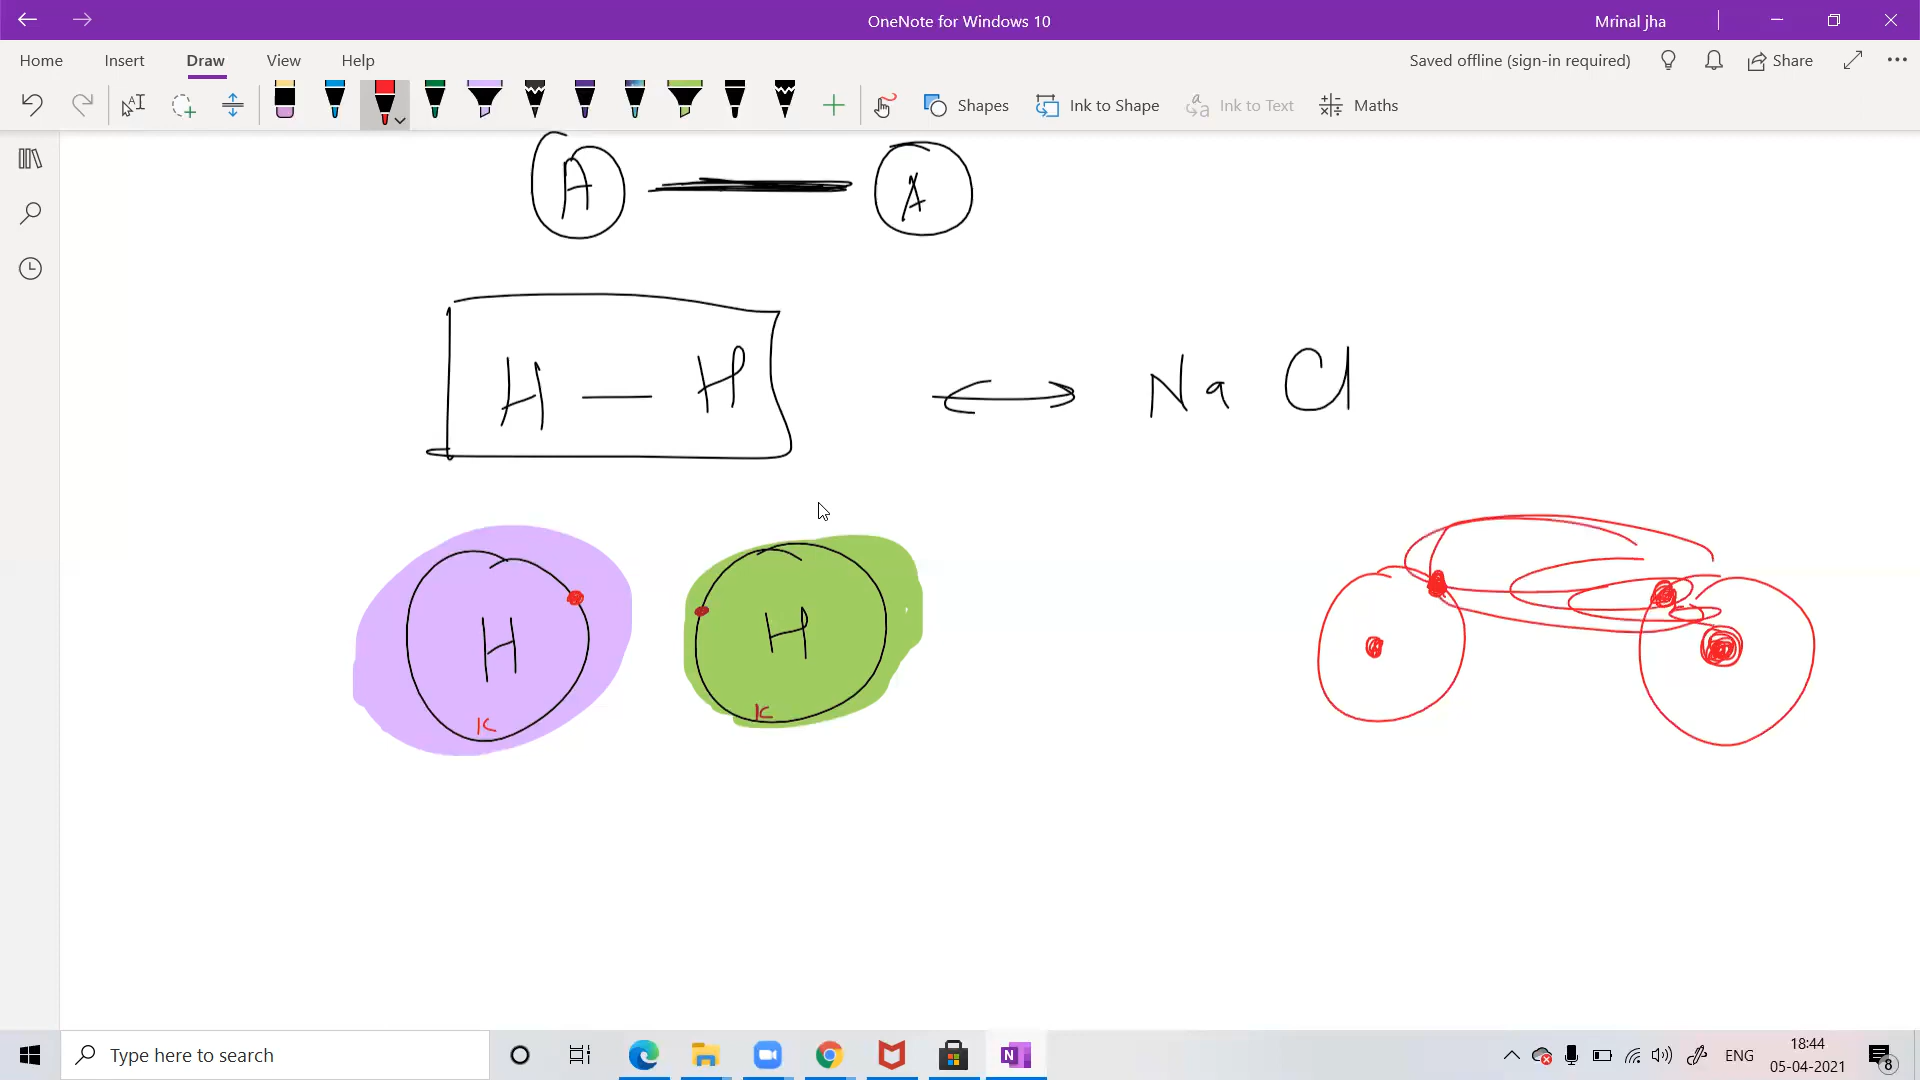 OneNote for Windows 10
Mrinal jha
Home Insert Draw View Help
Saved offline (sign-in required)
Share
Shapes
Ink to Shape
Ink to Text
Maths
A — A
H — H ↔ Na Cl
H H
K K
Type here to search
ENG
18:44
05-04-2021
8